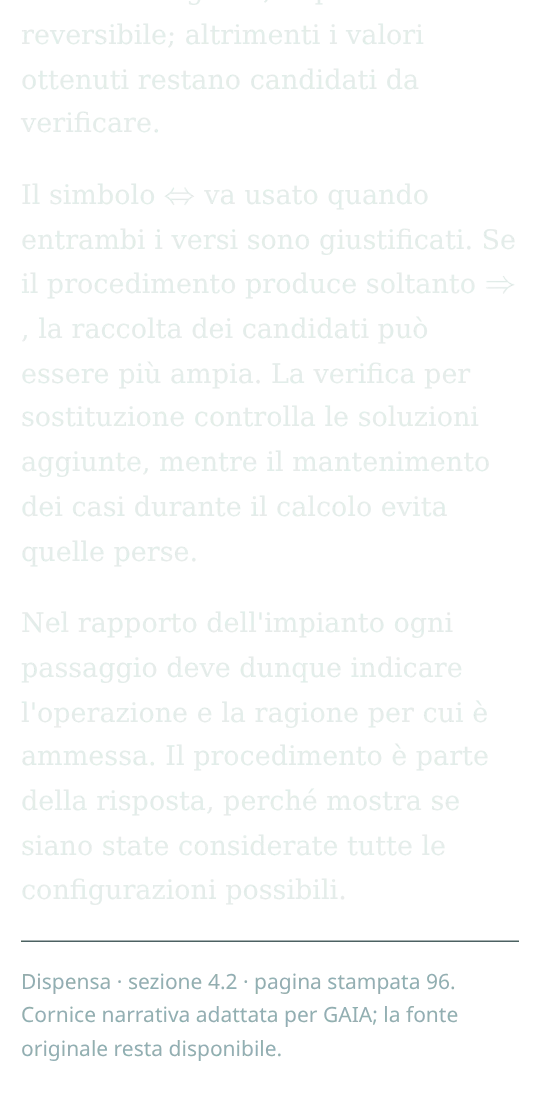 reversibile; altrimenti i valori
ottenuti restano candidati da
verificare.
Il simbolo ⇔ va usato quando
entrambi i versi sono giustificati. Se
il procedimento produce soltanto ⇒
, la raccolta dei candidati può
essere più ampia. La verifica per
sostituzione controlla le soluzioni
aggiunte, mentre il mantenimento
dei casi durante il calcolo evita
quelle perse.
Nel rapporto dell'impianto ogni
passaggio deve dunque indicare
l'operazione e la ragione per cui è
ammessa. Il procedimento è parte
della risposta, perché mostra se
siano state considerate tutte le
configurazioni possibili.
Dispensa · sezione 4.2 · pagina stampata 96.
Cornice narrativa adattata per GAIA; la fonte
originale resta disponibile.